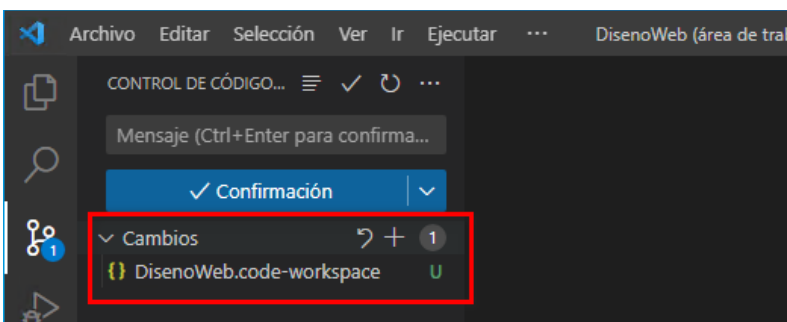 Archivo Editar Selección Ver Ir Ejecutar ... DisenoWeb (área de tral
CONTROL DE CÓDIGO... ...
Mensaje (Ctrl+Enter para confirma...
Confirmación
Cambios 1
1
{} DisenoWeb.code-workspace U